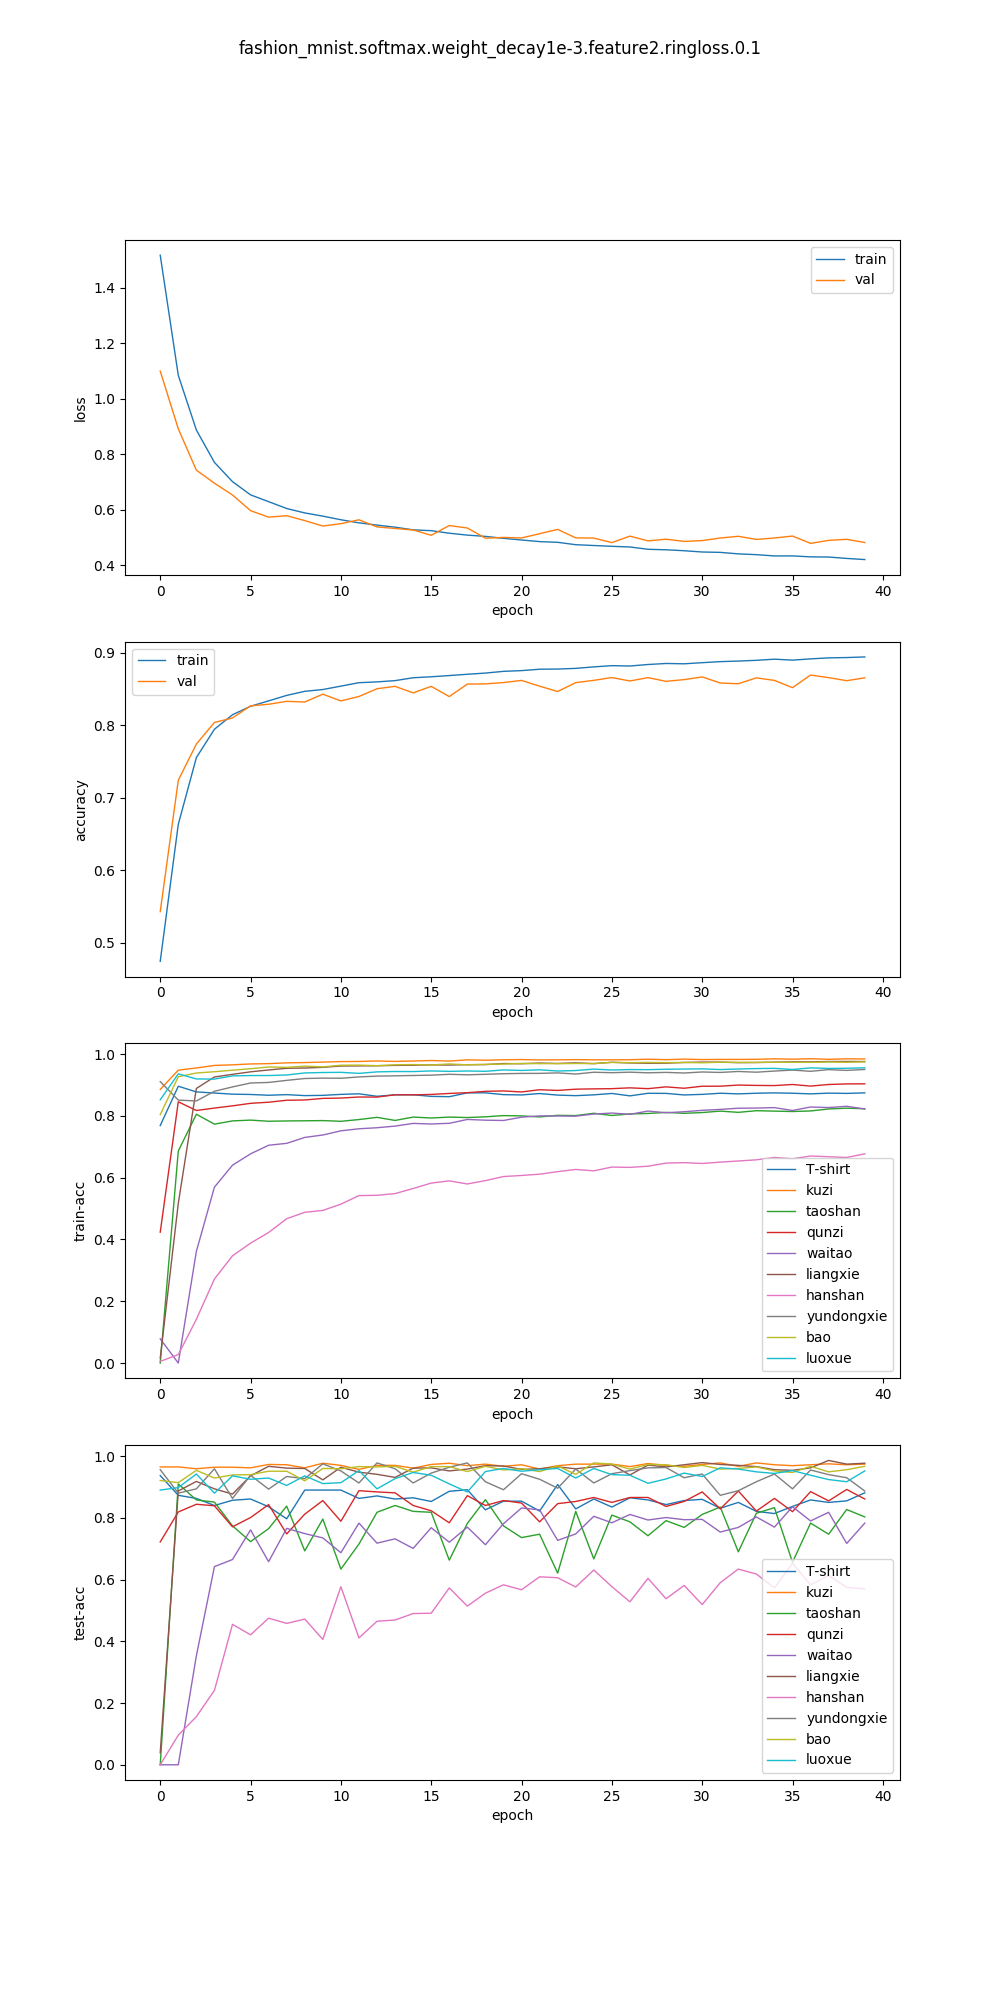 fashion_mnist.softmax.weight_decay1e-3.feature2.ringloss.0.1
train
val
1.4
1.2
1.0
0.8
0.6
0.4
loss
0 5 10 15 20 25 30 35 40
epoch
train
val
0.9
0.8
0.7
0.6
0.5
accuracy
0 5 10 15 20 25 30 35 40
epoch
1.0
0.8
0.6
0.4
0.2
0.0
train-acc
T-shirt
kuzi
taoshan
qunzi
waitao
liangxie
hanshan
yundongxie
bao
luoxue
0 5 10 15 20 25 30 35 40
epoch
1.0
0.8
0.6
0.4
0.2
0.0
test-acc
T-shirt
kuzi
taoshan
qunzi
waitao
liangxie
hanshan
yundongxie
bao
luoxue
0 5 10 15 20 25 30 35 40
epoch